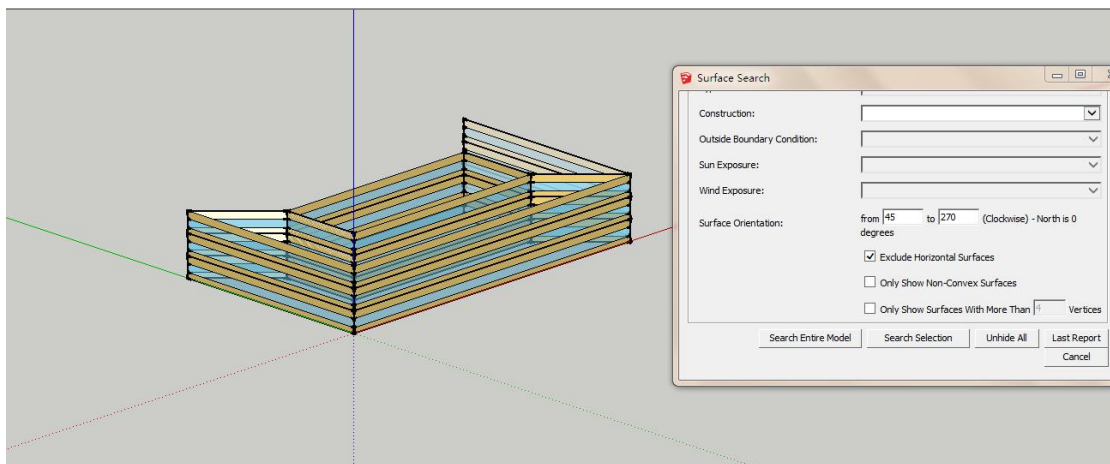 Surface Search
Construction:
Outside Boundary Condition:
Sun Exposure:
Wind Exposure:
Surface Orientation:
from 45 to 270 (Clockwise) - North is 0
degrees
Exclude Horizontal Surfaces
Only Show Non-Convex Surfaces
Only Show Surfaces With More Than 4 Vertices
Search Entire Model Search Selection Unhide All Last Report
Cancel